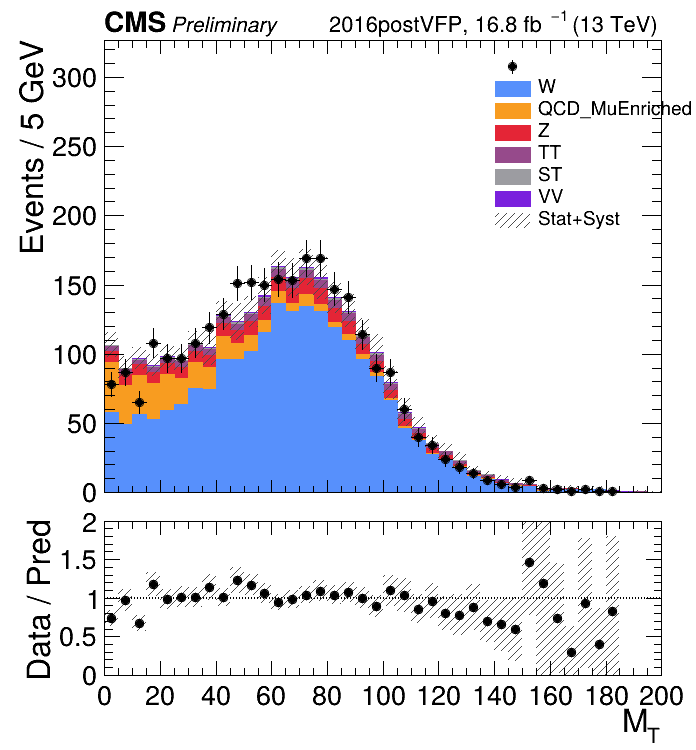 CMS Preliminary 2016postVFP, 16.8 fb ⁻¹ (13 TeV)
Events / 5 GeV
300
250
200
150
100
50
0
W
QCD_MuEnriched
Z
TT
ST
VV
Stat+Syst
Data / Pred
2
1.5
1
0.5
0
0 20 40 60 80 100 120 140 160 180 200
M_T